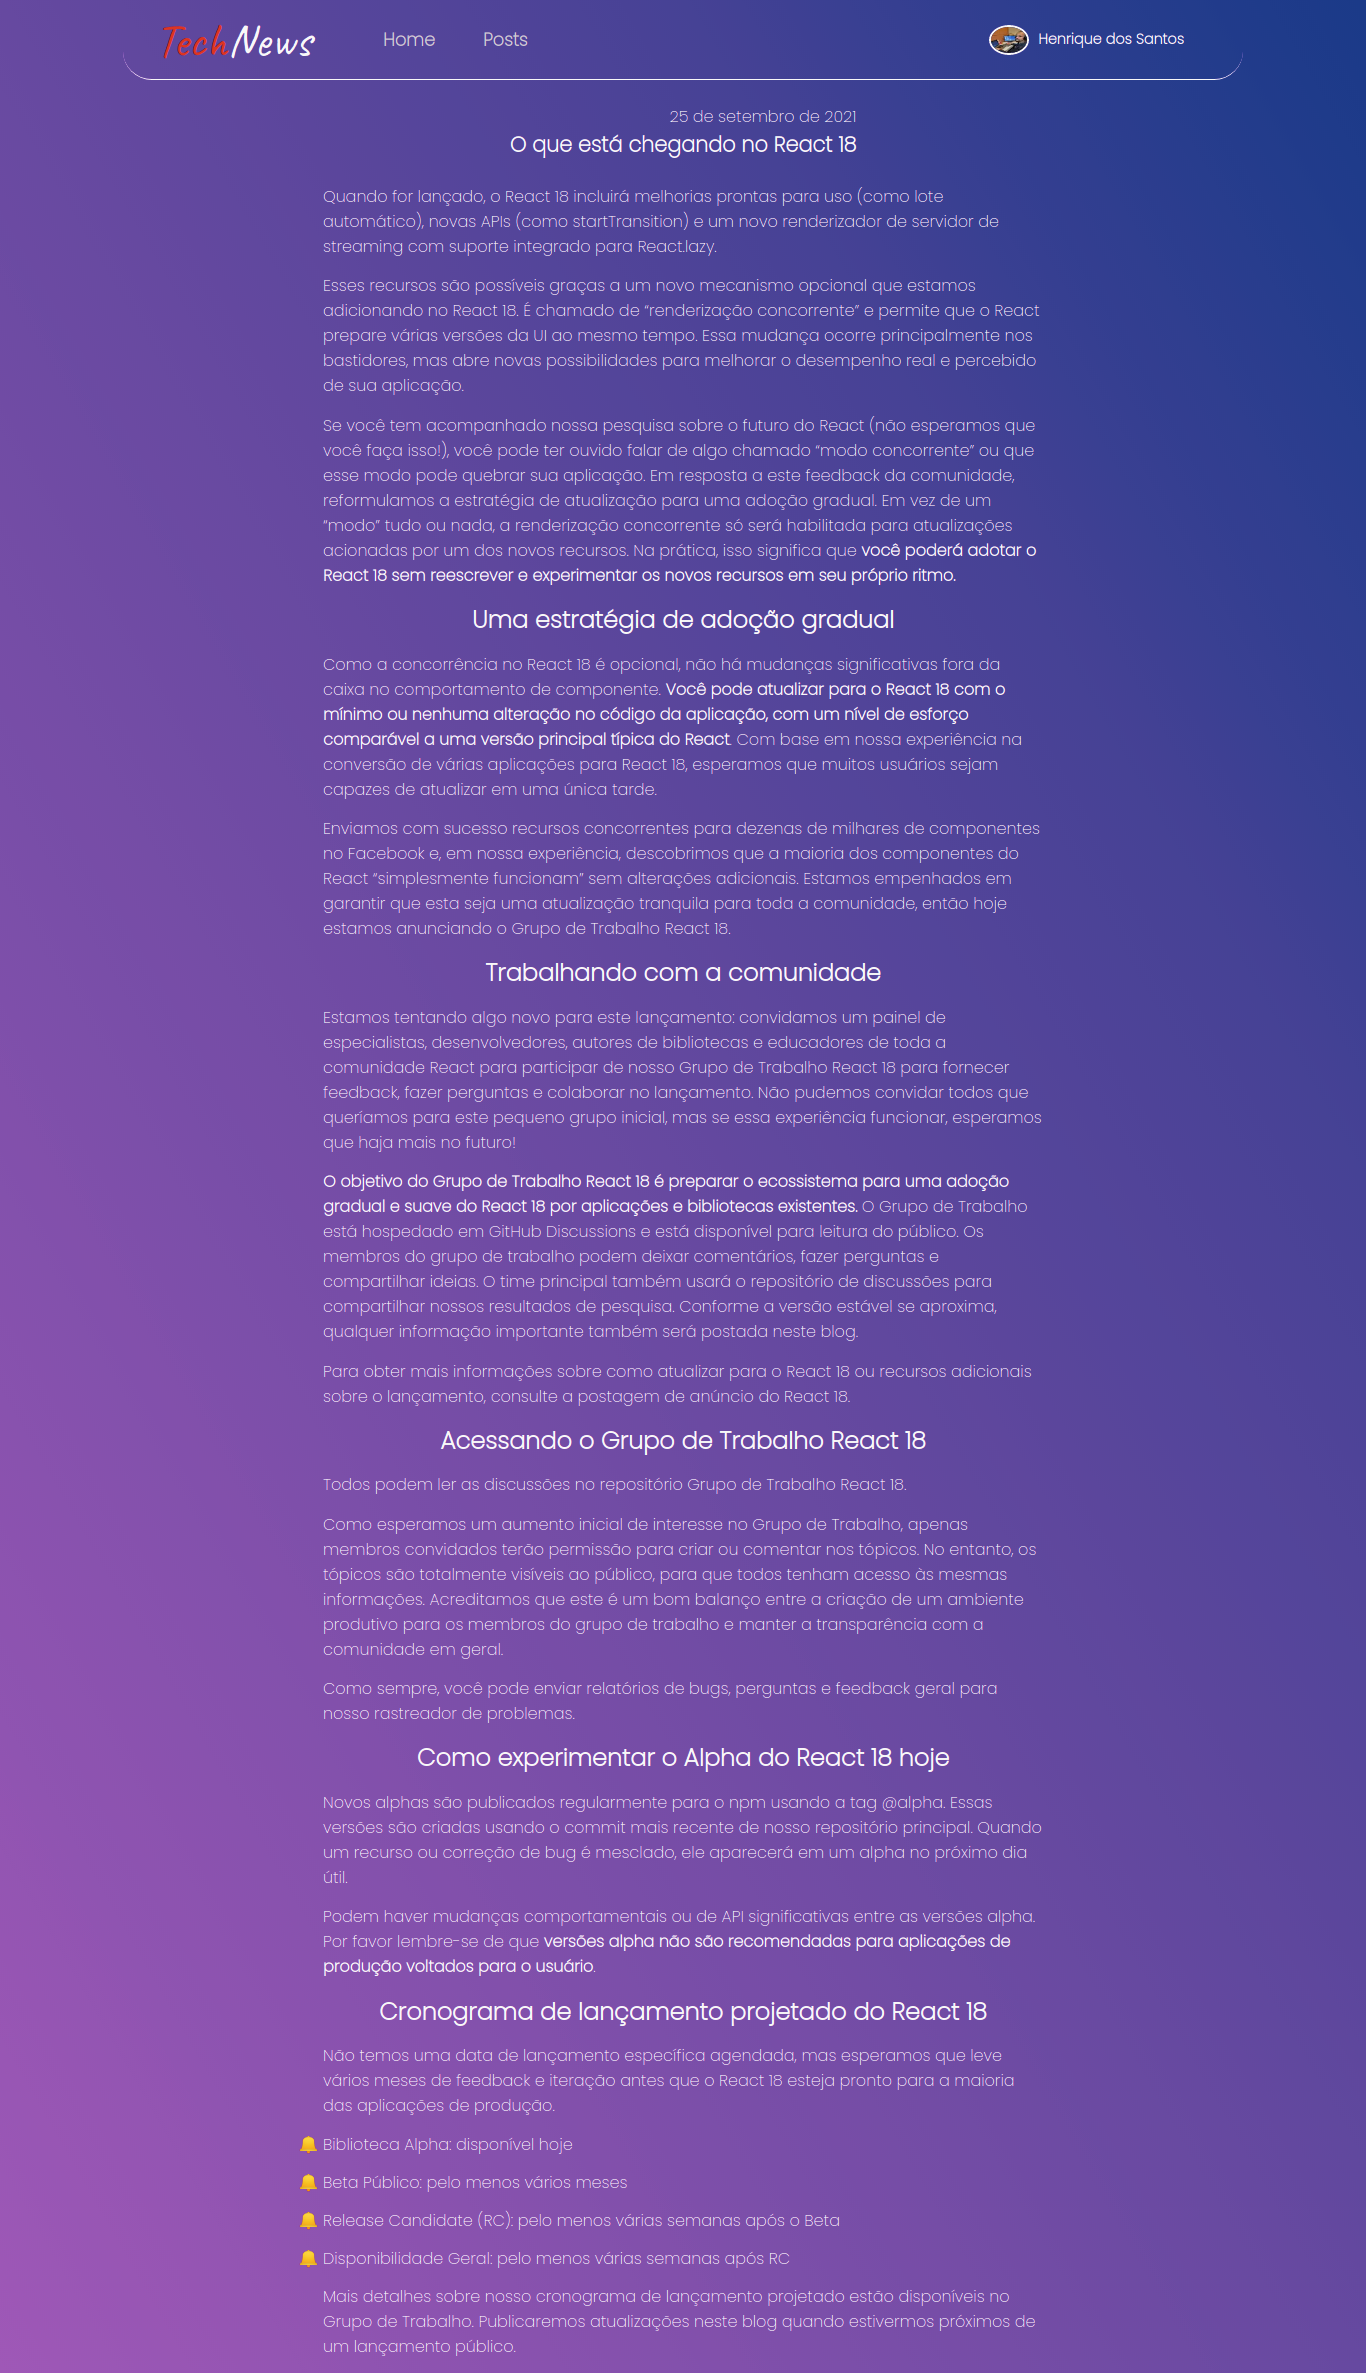 TechNews
Home
Posts
Henrique dos Santos
25 de setembro de 2021
O que está chegando no React 18
Quando for lançado, o React 18 incluirá melhorias prontas para uso (como lote
automático), novas APIs (como startTransition) e um novo renderizador de servidor de
streaming com suporte integrado para React.lazy.
Esses recursos são possíveis graças a um novo mecanismo opcional que estamos
adicionando no React 18. É chamado de “renderização concorrente” e permite que o React
prepare várias versões da UI ao mesmo tempo. Essa mudança ocorre principalmente nos
bastidores, mas abre novas possibilidades para melhorar o desempenho real e percebido
de sua aplicação.
Se você tem acompanhado nossa pesquisa sobre o futuro do React (não esperamos que
você faça isso!), você pode ter ouvido falar de algo chamado “modo concorrente” ou que
esse modo pode quebrar sua aplicação. Em resposta a este feedback da comunidade,
reformulamos a estratégia de atualização para uma adoção gradual. Em vez de um
“modo” tudo ou nada, a renderização concorrente só será habilitada para atualizações
acionadas por um dos novos recursos. Na prática, isso significa que você poderá adotar o
React 18 sem reescrever e experimentar os novos recursos em seu próprio ritmo.
Uma estratégia de adoção gradual
Como a concorrência no React 18 é opcional, não há mudanças significativas fora da
caixa no comportamento de componente. Você pode atualizar para o React 18 com o
mínimo ou nenhuma alteração no código da aplicação, com um nível de esforço
comparável a uma versão principal típica do React. Com base em nossa experiência na
conversão de várias aplicações para React 18, esperamos que muitos usuários sejam
capazes de atualizar em uma única tarde.
Enviamos com sucesso recursos concorrentes para dezenas de milhares de componentes
no Facebook e, em nossa experiência, descobrimos que a maioria dos componentes do
React “simplesmente funcionam” sem alterações adicionais. Estamos empenhados em
garantir que esta seja uma atualização tranquila para toda a comunidade, então hoje
estamos anunciando o Grupo de Trabalho React 18.
Trabalhando com a comunidade
Estamos tentando algo novo para este lançamento: convidamos um painel de
especialistas, desenvolvedores, autores de bibliotecas e educadores de toda a
comunidade React para participar de nosso Grupo de Trabalho React 18 para fornecer
feedback, fazer perguntas e colaborar no lançamento. Não pudemos convidar todos que
queríamos para este pequeno grupo inicial, mas se essa experiência funcionar, esperamos
que haja mais no futuro!
O objetivo do Grupo de Trabalho React 18 é preparar o ecossistema para uma adoção
gradual e suave do React 18 por aplicações e bibliotecas existentes. O Grupo de Trabalho
está hospedado em GitHub Discussions e está disponível para leitura do público. Os
membros do grupo de trabalho podem deixar comentários, fazer perguntas e
compartilhar ideias. O time principal também usará o repositório de discussões para
compartilhar nossos resultados de pesquisa. Conforme a versão estável se aproxima,
qualquer informação importante também será postada neste blog.
Para obter mais informações sobre como atualizar para o React 18 ou recursos adicionais
sobre o lançamento, consulte a postagem de anúncio do React 18.
Acessando o Grupo de Trabalho React 18
Todos podem ler as discussões no repositório Grupo de Trabalho React 18.
Como esperamos um aumento inicial de interesse no Grupo de Trabalho, apenas
membros convidados terão permissão para criar ou comentar nos tópicos. No entanto, os
tópicos são totalmente visíveis ao público, para que todos tenham acesso às mesmas
informações. Acreditamos que este é um bom balanço entre a criação de um ambiente
produtivo para os membros do grupo de trabalho e manter a transparência com a
comunidade em geral.
Como sempre, você pode enviar relatórios de bugs, perguntas e feedback geral para
nosso rastreador de problemas.
Como experimentar o Alpha do React 18 hoje
Novos alphas são publicados regularmente para o npm usando a tag @alpha. Essas
versões são criadas usando o commit mais recente de nosso repositório principal. Quando
um recurso ou correção de bug é mesclado, ele aparecerá em um alpha no próximo dia
útil.
Podem haver mudanças comportamentais ou de API significativas entre as versões alpha.
Por favor lembre-se de que versões alpha não são recomendadas para aplicações de
produção voltados para o usuário.
Cronograma de lançamento projetado do React 18
Não temos uma data de lançamento específica agendada, mas esperamos que leve
vários meses de feedback e iteração antes que o React 18 esteja pronto para a maioria
das aplicações de produção.
Biblioteca Alpha: disponível hoje
Beta Público: pelo menos vários meses
Release Candidate (RC): pelo menos várias semanas após o Beta
Disponibilidade Geral: pelo menos várias semanas após RC
Mais detalhes sobre nosso cronograma de lançamento projetado estão disponíveis no
Grupo de Trabalho. Publicaremos atualizações neste blog quando estivermos próximos de
um lançamento público.